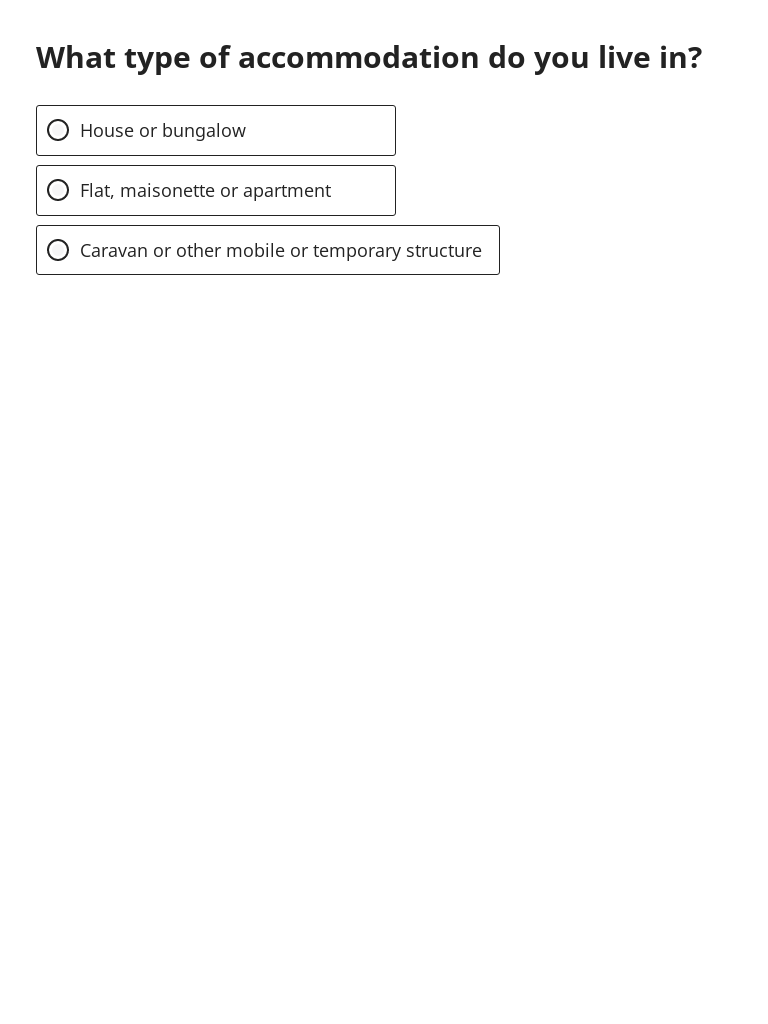 What type of accommodation do you live in?
House or bungalow
Flat, maisonette or apartment
Caravan or other mobile or temporary structure